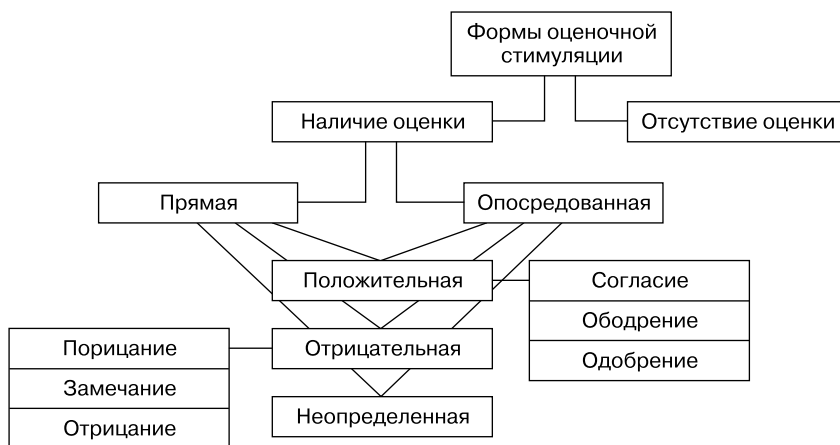 Формы оценочной
стимуляции
Наличие оценки
Отсутствие оценки
Прямая
Опосредованная
Положительная
Согласие
Ободрение
Одобрение
Отрицательная
Порицание
Замечание
Отрицание
Неопределенная